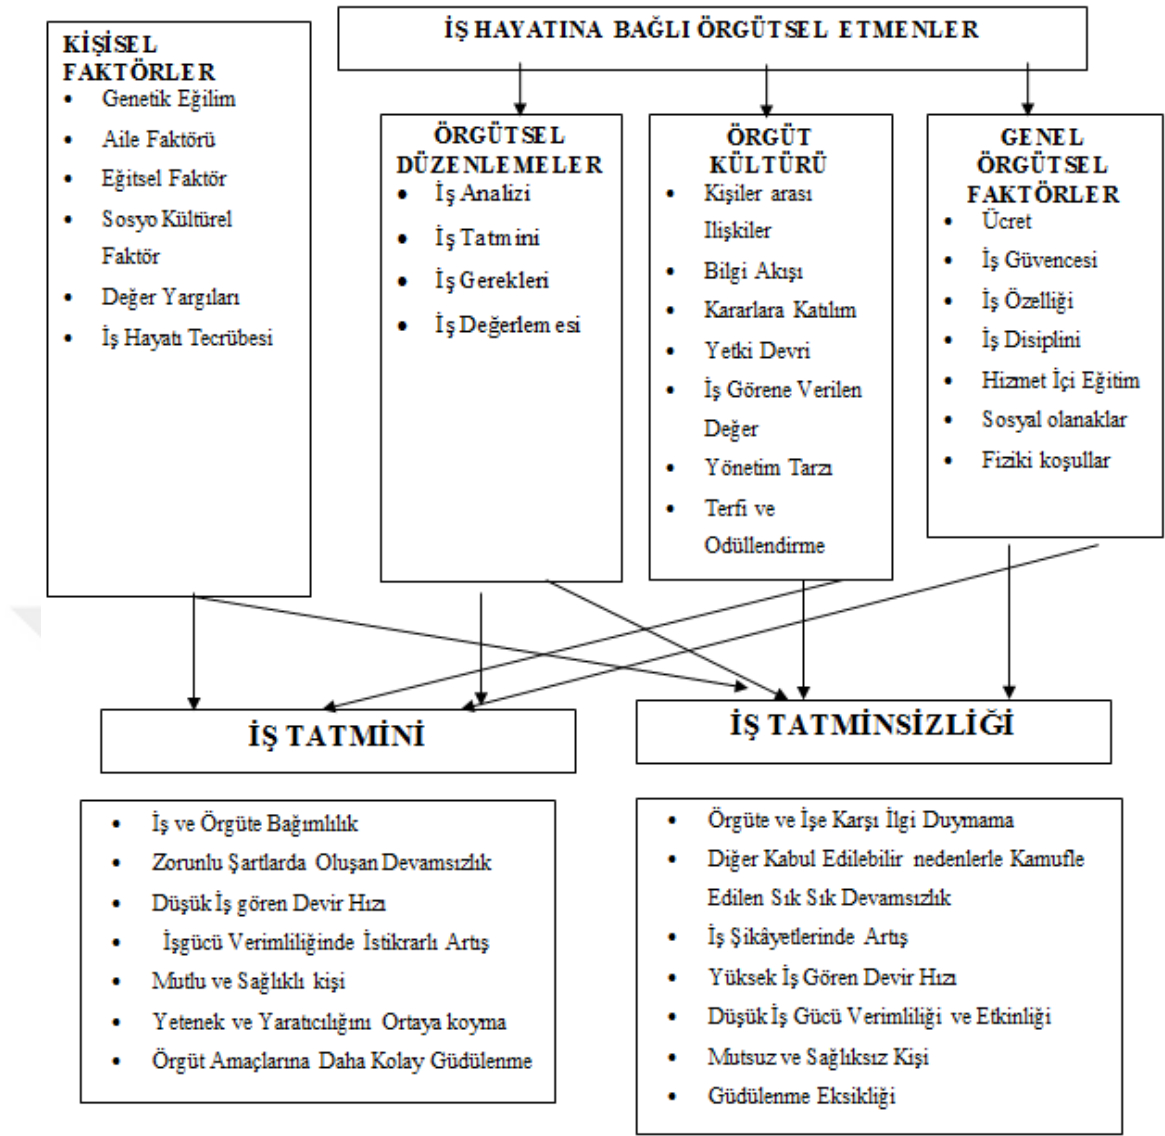 KİŞİSEL
FAKTÖRLER
• Genetik Eğilim
• Aile Faktörü
• Eğitsel Faktör
• Sosyo Kültürel
Faktör
• Değer Yargıları
• İş Hayatı Tecrübesi
İŞ HAYATINA BAĞLI ÖRGÜTSEL ETMENLER
ÖRGÜTSEL
DÜZENLEMELER
• İş Analizi
• İş Tatmini
• İş Gerekleri
• İş Değerlemesi
ÖRGÜT
KÜLTÜRÜ
• Kişiler arası
Ilişkiler
• Bilgi Akışı
• Kararlara Katılım
• Yetki Devri
• İş Görene Verilen
Değer
• Yönetim Tarzı
• Terfi ve
Odüllendirme
GENEL
ÖRGÜTSEL
FAKTÖRLER
• Ücret
• İş Güvencesi
• İş Özelliği
• İş Disiplini
• Hizmet İçi Eğitim
• Sosyal olanaklar
• Fiziki koşullar
İŞ TATMİNİ
• İş ve Örgüte Bağımlılık
• Zorunlu Şartlarda Oluşan Devamsızlık
• Düşük İş gören Devir Hızı
• İşgücü Verimliliğinde İstikrarlı Artış
• Mutlu ve Sağlıklı kişi
• Yetenek ve Yaratıcılığını Ortaya koyma
• Örgüt Amaçlarına Daha Kolay Güdülenme
İŞ TATMİNSİZLİĞİ
• Örgüte ve İşe Karşı İlgi Duymama
• Diğer Kabul Edilebilir nedenlerle Kamufle
Edilen Sık Sık Devamsızlık
• İş Şikâyetlerinde Artış
• Yüksek İş Gören Devir Hızı
• Düşük İş Gücü Verimliliği ve Etkinliği
• Mutsuz ve Sağlıksız Kişi
• Güdülenme Eksikliği